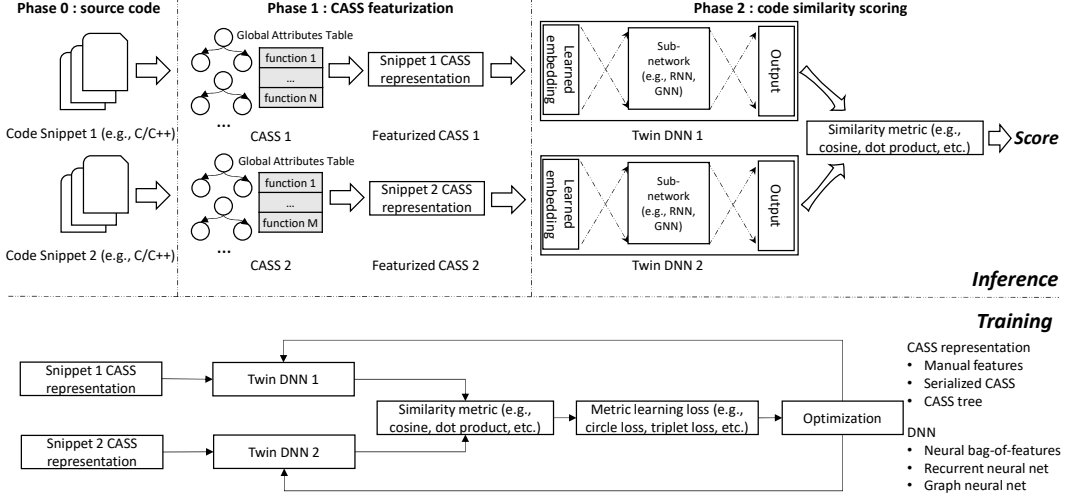 Phase 0 : source code
Phase 1 : CASS featurization
Phase 2 : code similarity scoring
Code Snippet 1 (e.g., C/C++)
Global Attributes Table
function 1
...
function N
...
CASS 1
Snippet 1 CASS
representation
Featurized CASS 1
Learned
embedding
Sub-
network
(e.g., RNN,
GNN)
Output
Twin DNN 1
Code Snippet 2 (e.g., C/C++)
Global Attributes Table
function 1
...
function M
...
CASS 2
Snippet 2 CASS
representation
Featurized CASS 2
Learned
embedding
Sub-
network
(e.g., RNN,
GNN)
Output
Twin DNN 2
Similarity metric (e.g.,
cosine, dot product, etc.)
Score
Inference
Training
Snippet 1 CASS
representation
Twin DNN 1
Snippet 2 CASS
representation
Twin DNN 2
Similarity metric (e.g.,
cosine, dot product, etc.)
Metric learning loss (e.g.,
circle loss, triplet loss, etc.)
Optimization
CASS representation
• Manual features
• Serialized CASS
• CASS tree
DNN
• Neural bag-of-features
• Recurrent neural net
• Graph neural net